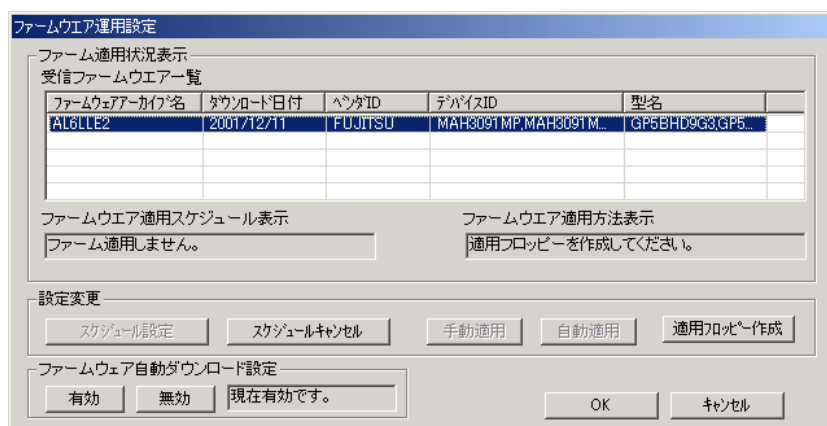 ファームウエア運用設定
ファーム適用状況表示
受信ファームウエア一覧
ファームウェアアーカイブ名 ダウンロード日付 ベンダID デバイスID 型名
AL6LLE2 2001/12/11 FUJITSU MAH3091MP,MAH3091M... GP5BHD9G3,GP5...
ファームウエア適用スケジュール表示 ファームウエア適用方法表示
ファーム適用しません。 適用フロッピーを作成してください。
設定変更
スケジュール設定 スケジュールキャンセル 手動適用 自動適用 適用フロッピー作成
ファームウェア自動ダウンロード設定
有効 無効 現在有効です。 OK キャンセル